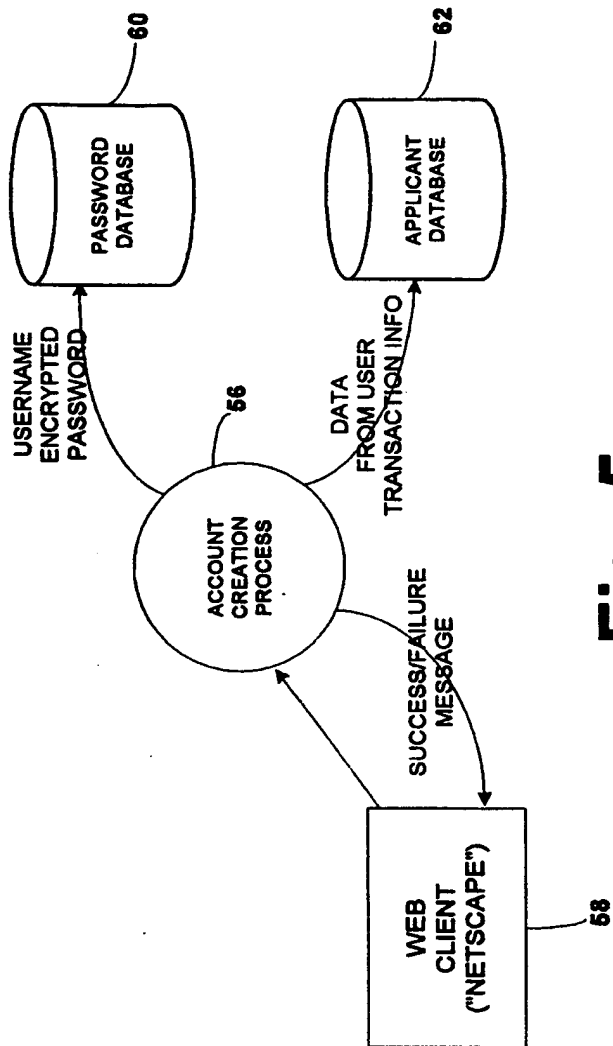 60
PASSWORD
DATABASE
USERNAME
ENCRYPTED
PASSWORD
56
ACCOUNT
CREATION
PROCESS
62
APPLICANT
DATABASE
DATA
FROM USER
TRANSACTION INFO
SUCCESS/FAILURE
MESSAGE
WEB
CLIENT
("NETSCAPE")
58